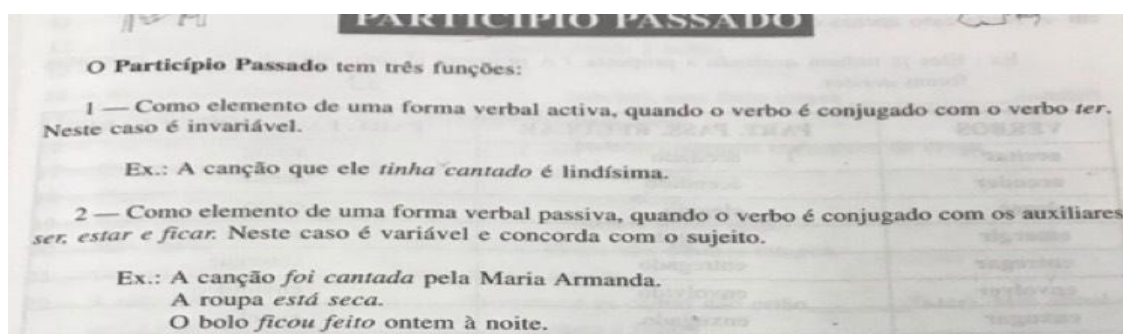 PARTICÍPIO PASSADO
O Particípio Passado tem três funções:
1 — Como elemento de uma forma verbal activa, quando o verbo é conjugado com o verbo ter.
Neste caso é invariável.
Ex.: A canção que ele tinha cantado é lindíssima.
2 — Como elemento de uma forma verbal passiva, quando o verbo é conjugado com os auxiliares
ser, estar e ficar. Neste caso é variável e concorda com o sujeito.
Ex.: A canção foi cantada pela Maria Armanda.
A roupa está seca.
O bolo ficou feito ontem à noite.